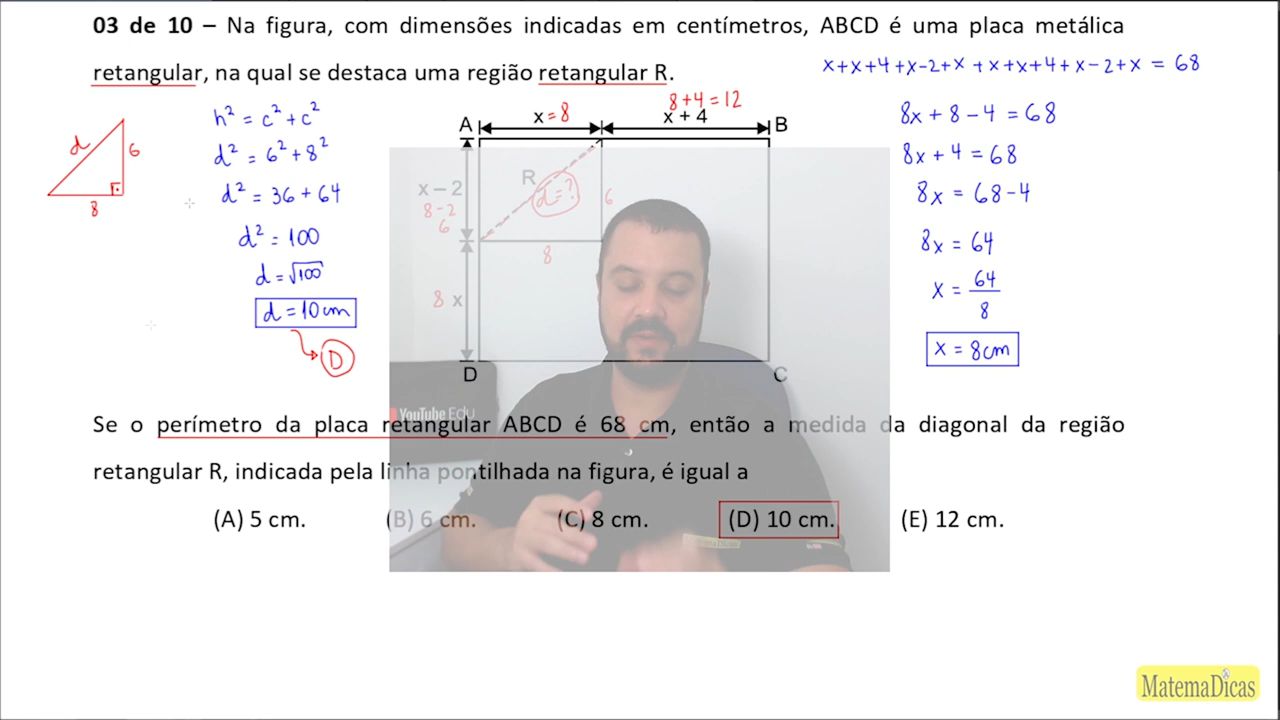 03 de 10 – Na figura, com dimensões indicadas em centímetros, ABCD é uma placa metálica
retangular, na qual se destaca uma região retangular R.
x+x+4+x-2+x+x+x+4+x-2+x = 68
h² = c² + c²
d² = 6² + 8²
d² = 36 + 64
d² = 100
d = √100
d = 10 cm
D
d
6
8
8+4=12
A
x = 8
x + 4
B
x – 2
8-2
6
R
d = ?
6
8
8 x
D
C
8x + 8 - 4 = 68
8x + 4 = 68
8x = 68 - 4
8x = 64
x = 64/8
x = 8cm
YouTube Edu
Se o perímetro da placa retangular ABCD é 68 cm, então a medida da diagonal da região
retangular R, indicada pela linha pontilhada na figura, é igual a
(A) 5 cm. (B) 6 cm. (C) 8 cm. (D) 10 cm. (E) 12 cm.
MatemaDicas